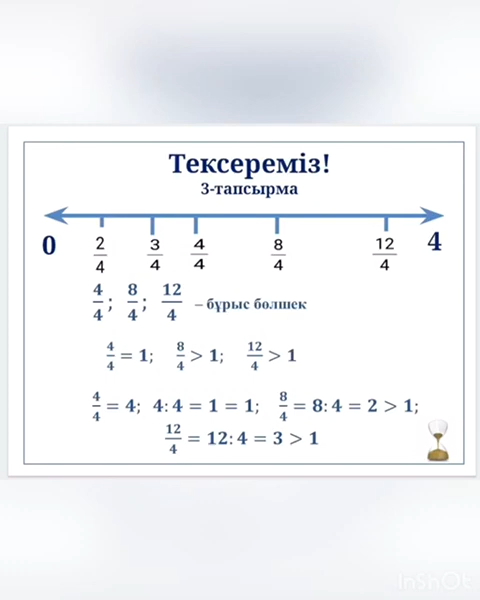 Тексереміз!
3-тапсырма
0 2/4 3/4 4/4 8/4 12/4 4
4/4; 8/4; 12/4 – бұрыс бөлшек
4/4 = 1; 8/4 > 1; 12/4 > 1
4/4 = 4; 4:4 = 1 = 1; 8/4 = 8:4 = 2 > 1;
12/4 = 12:4 = 3 > 1
InShOt